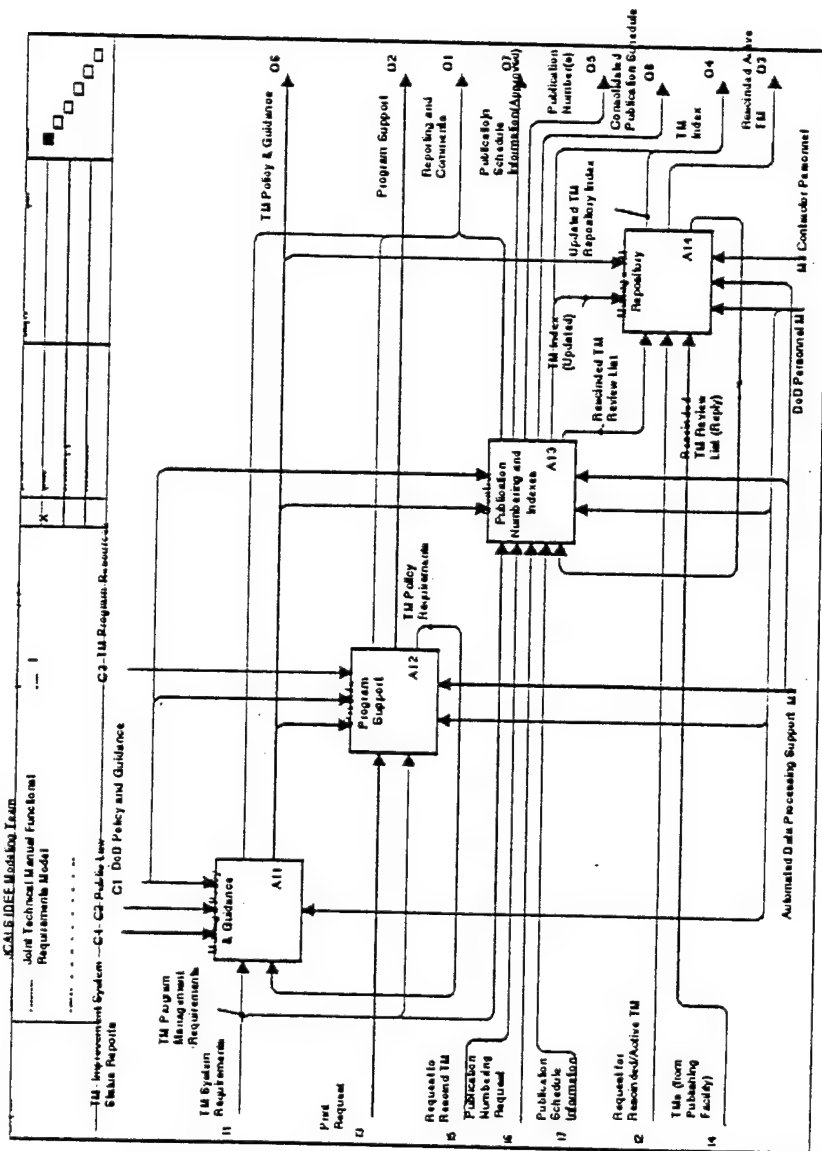 JCALS IDEF Modeling Team
Joint Technical Manual Functional
Requirements Model
X
TM Improvement System
Status Reports
C4
C2 Public Law
C1 DoD Policy and Guidance
C3 TM Program Resources
TM Program
Management
Requirements
I1
TM System
Requirements
& Guidance
A11
I3
Print
Request
Program
Support
A12
TM Policy
Requirements
I5
Request to
Rescind TM
Publication
Numbering
Request
I6
Publication
Schedule
Information
I7
Publication
Numbering and
Indexes
A13
TM Index
(Updated)
Rescinded TM
Review List
I2
Request for
Rescinded/Active TM
I4
TMs (from
Publishing
Facility)
Repository
A14
Updated TM
Repository Index
Rescinded
TM Review
List (Reply)
TM Policy & Guidance
O6
Program Support
O2
Reporting and
Comments
O1
Publication
Schedule
Information(Approved)
O7
Publication
Number(s)
O5
Consolidated
Publication Schedule
O8
TM
Index
O4
Rescinded Active
TM
O3
Automated Data Processing Support
DoD Personnel M1
M3 Contractor Personnel